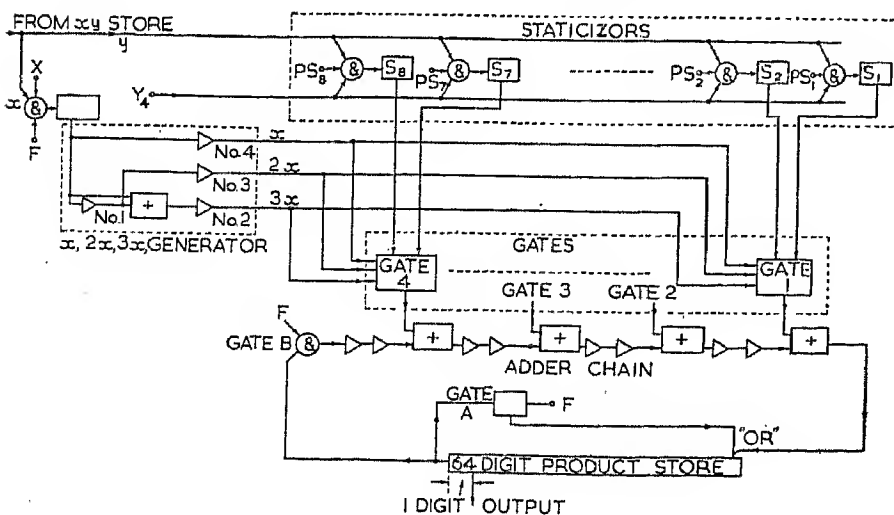 FROM xy STORE
y
STATICIZORS
X
PS8 & S8
PS7 & S7
PS2 & S2
PS1 & S1
Y4
x &
F
x
No.4
2x
No.3
3x
No.1 + No.2
x, 2x, 3x, GENERATOR
GATES
GATE 4
GATE 1
GATE 3
GATE 2
F
GATE B &
+ + + +
ADDER CHAIN
GATE A
F
"OR"
64 DIGIT PRODUCT STORE
1 DIGIT OUTPUT